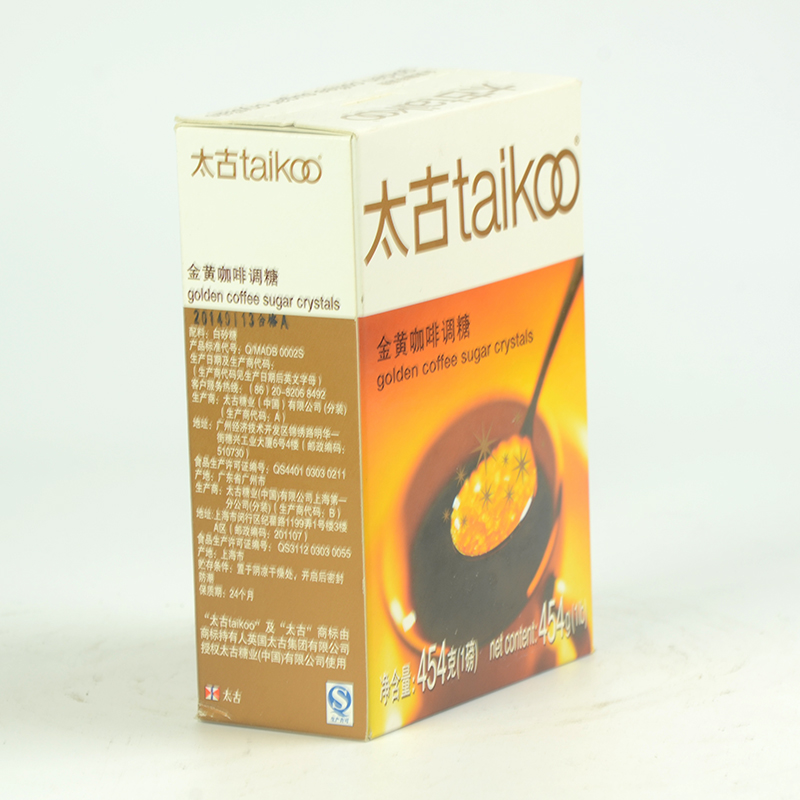 太古taikoo
金黄咖啡调糖
golden coffee sugar crystals
20140113合格A
配料：白砂糖
产品标准代号：Q/MADB 0002S
生产日期及生产商代码：
（生产商代码见生产日期后英文字母）
客户服务热线：（86）20-8206 8492
生产商：太古糖业（中国）有限公司（分装）
（生产商代码：A）
地址：广州经济技术开发区锦绣路明华一
街穗兴工业大厦6号4楼（邮政编码：
510730）
食品生产许可证编号：QS4401 0303 0211
产地：广东省广州市
生产商：太古糖业(中国)有限公司上海第一
分公司(分装)（生产商代码：B）
地址:上海市闵行区纪翟路1199弄1号楼3楼
A区（邮政编码：201107）
食品生产许可证编号：QS3112 0303 0055
产地：上海市
贮存条件：置于阴凉干燥处，开启后密封
防潮
保质期：24个月
“太古taikoo”及“太古”商标由
商标持有人英国太古集团有限公司
授权太古糖业(中国)有限公司使用
太古
太古taikoo®
金黄咖啡调糖
golden coffee sugar crystals
净含量：454克(1磅) net content: 454g(1lb)